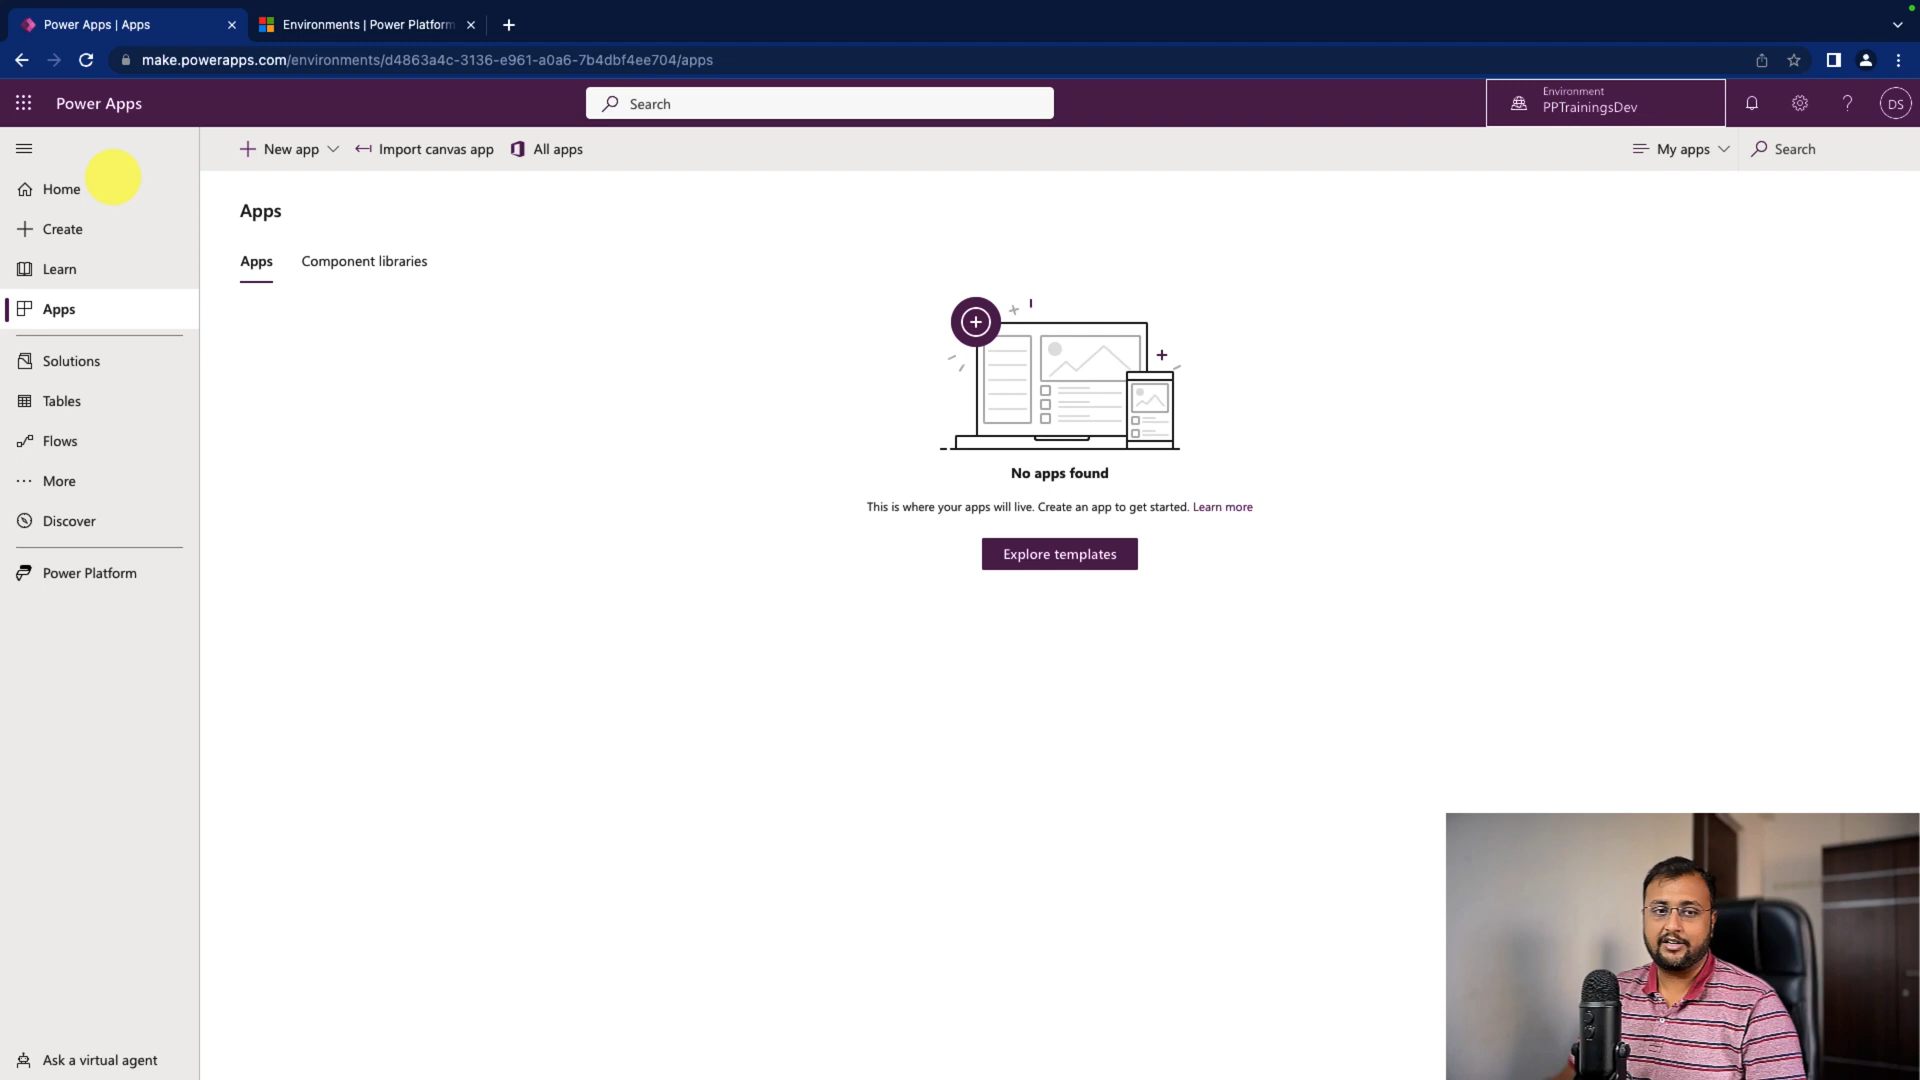 Power Apps | Apps
Environments | Power Platform
make.powerapps.com/environments/d4863a4c-3136-e961-a0a6-7b4dbf4ee704/apps
Power Apps
Search
Environment
PPTrainingsDev
DS
New app
Import canvas app
All apps
My apps
Search
Home
Create
Learn
Apps
Solutions
Tables
Flows
More
Discover
Power Platform
Ask a virtual agent
Apps
Apps
Component libraries
No apps found
This is where your apps will live. Create an app to get started. Learn more
Explore templates